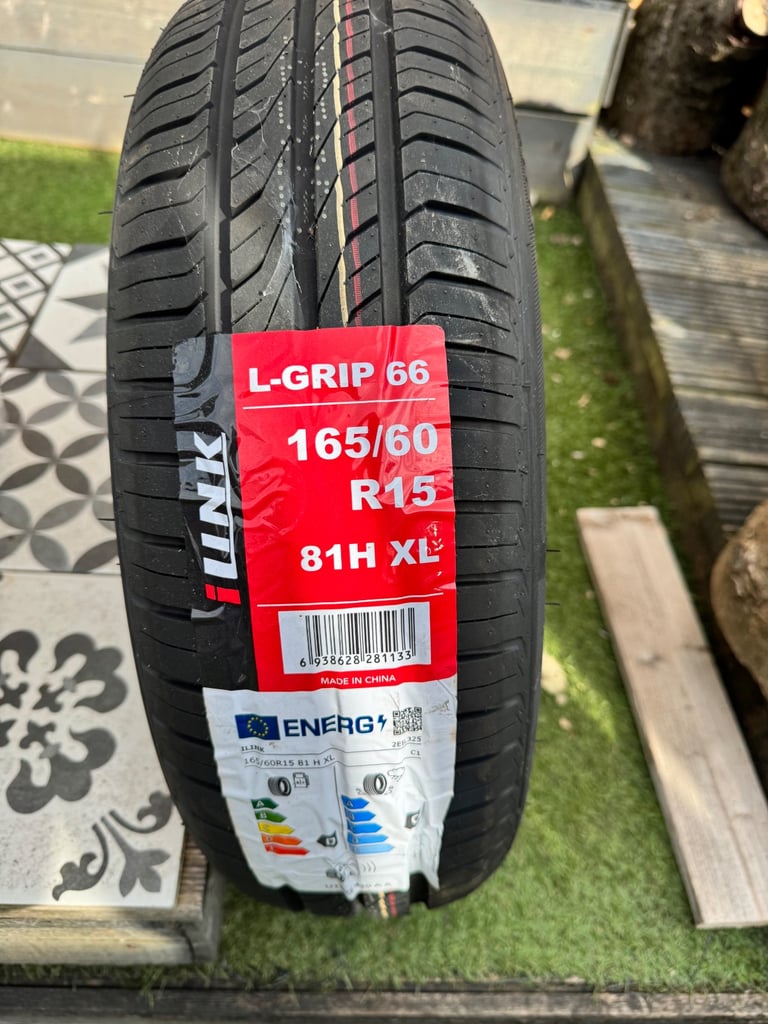 L-GRIP 66
165/60
R15
81H XL
iLINK
6 938628 281133
MADE IN CHINA
ENERG
ILINK
165/60R15 81 H XL
C1
A